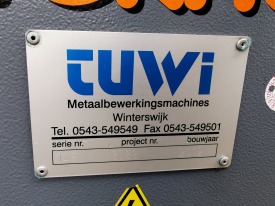 tuwi
Metaalbewerkingsmachines
Winterswijk
Tel. 0543-549549 Fax 0543-549501
serie nr. project nr. bouwjaar